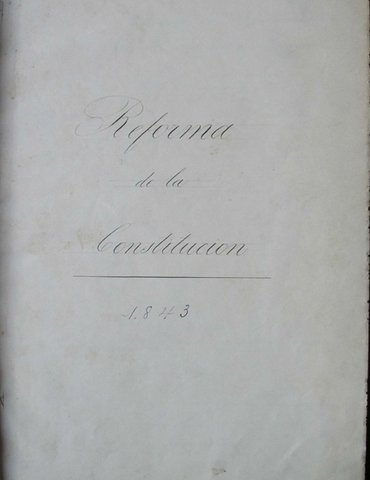 Reforma
de la
Constitucion
1843